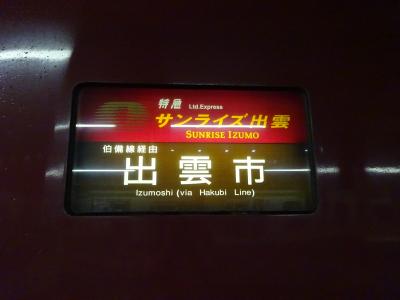 特急 Ltd.Express
サンライズ出雲
SUNRISE IZUMO
伯備線経由
出雲市
Izumoshi (via Hakubi Line)